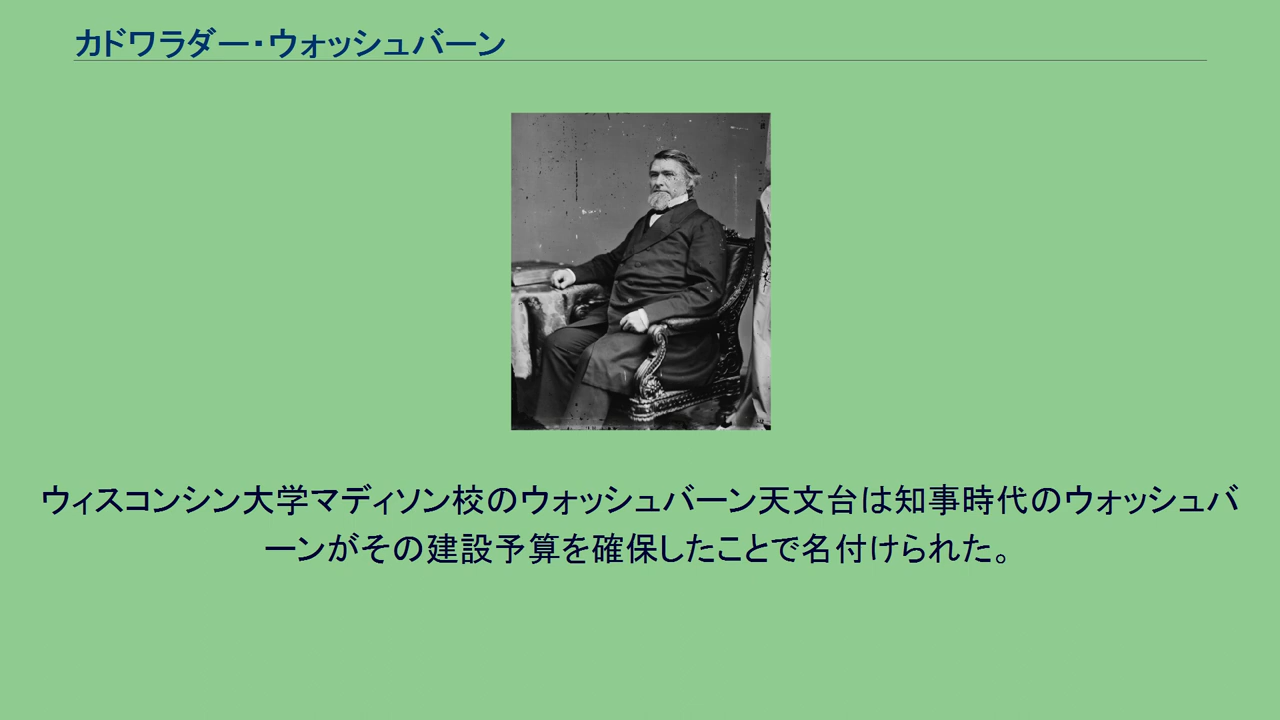 カドワラダー・ウォッシュバーン
ウィスコンシン大学マディソン校のウォッシュバーン天文台は知事時代のウォッシュバ
ーンがその建設予算を確保したことで名付けられた。